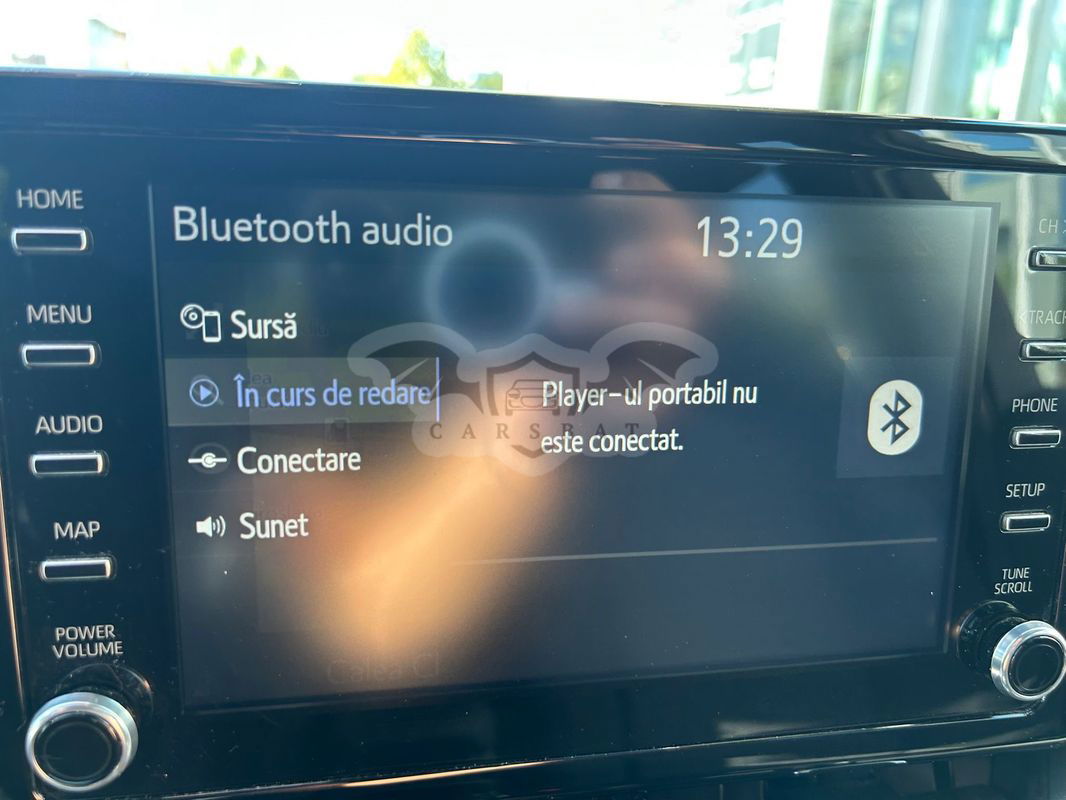 HOME
MENU
AUDIO
MAP
POWER
VOLUME
Bluetooth audio
13:29
Sursă
În curs de redare
Conectare
Sunet
Player-ul portabil nu
este conectat.
CARSBAT
CH >
<TRACK
PHONE
SETUP
TUNE
SCROLL